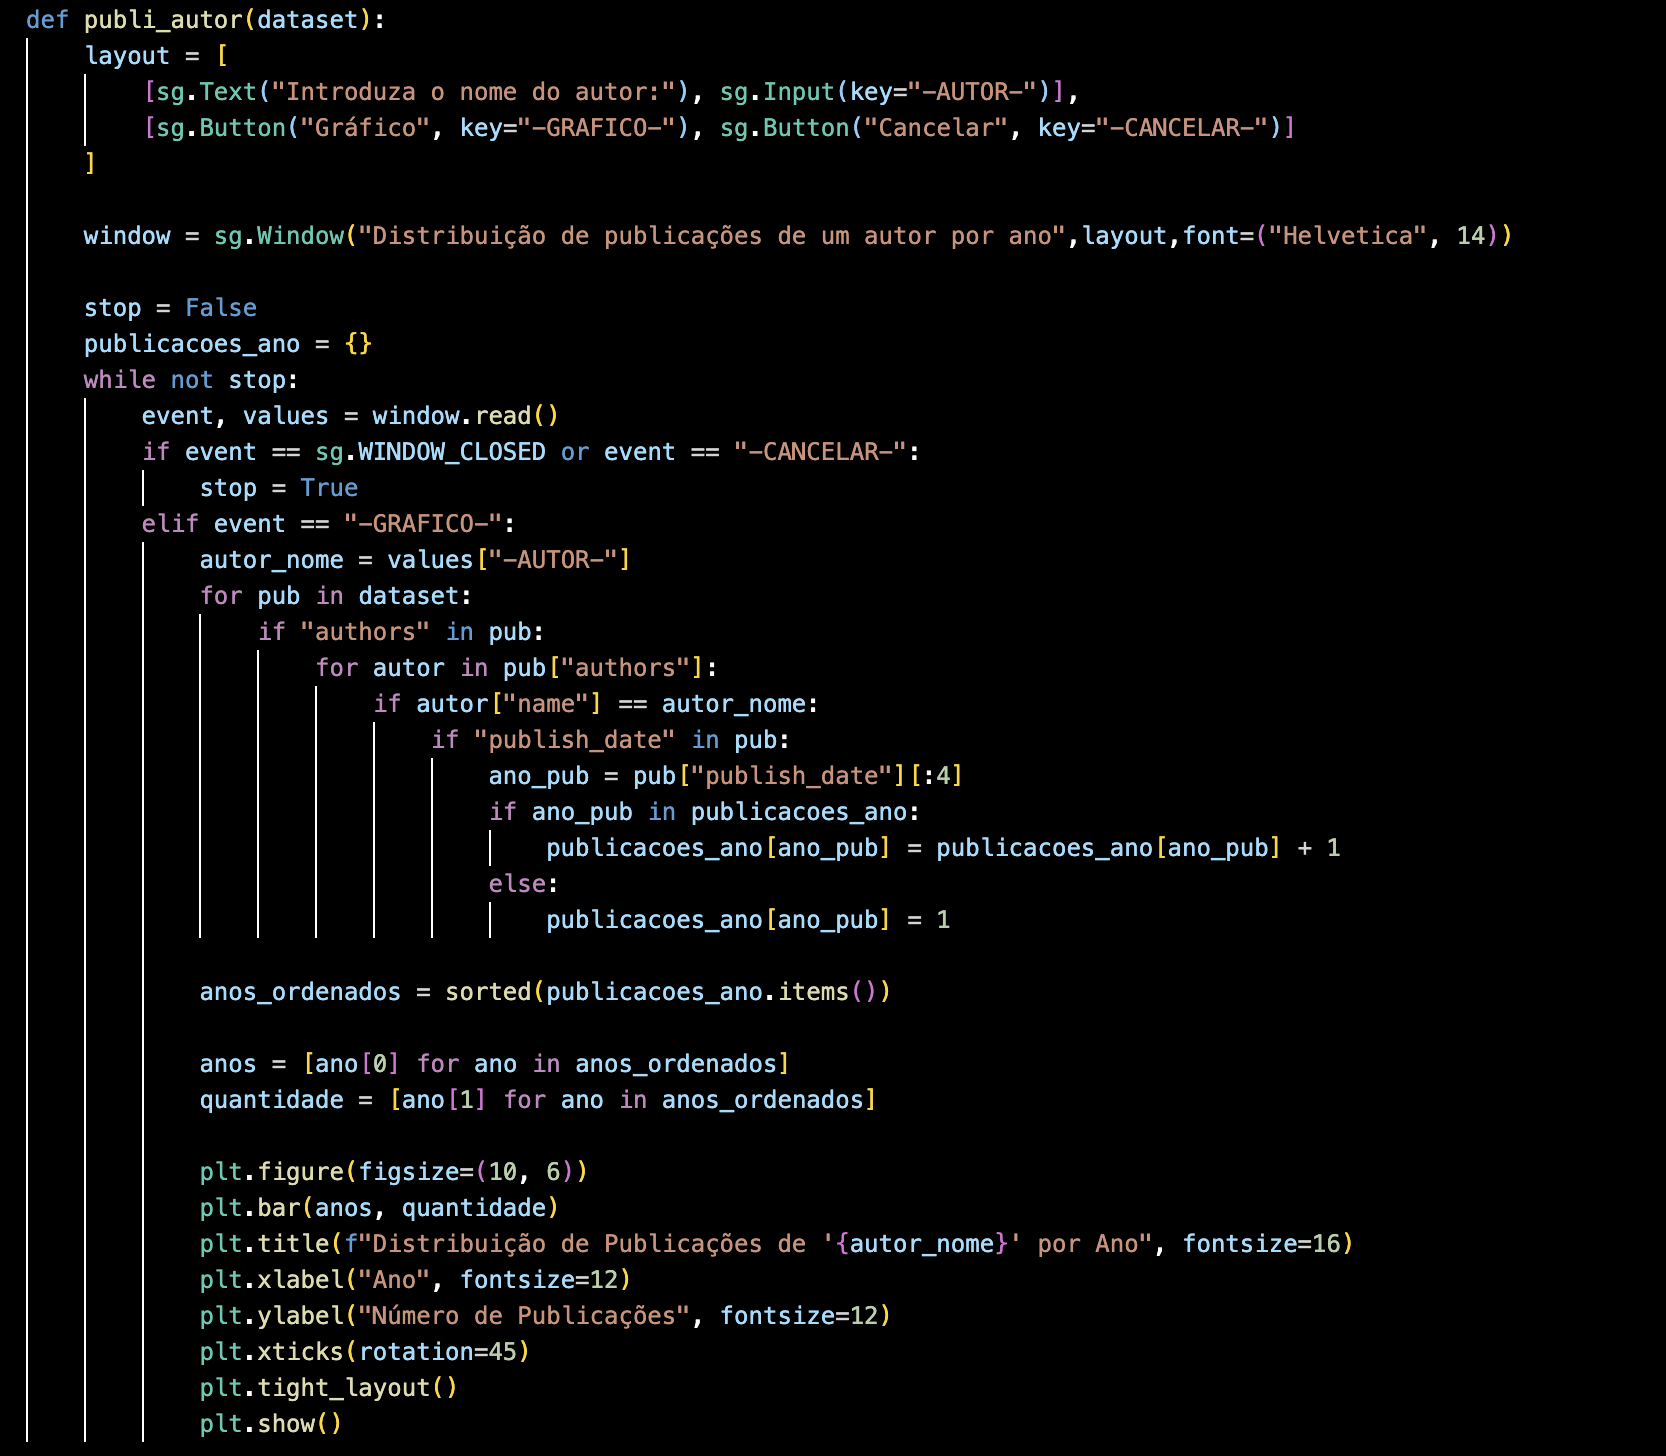 def publi_autor(dataset):
    layout = [
        [sg.Text("Introduza o nome do autor:"), sg.Input(key="-AUTOR-")],
        [sg.Button("Gráfico", key="-GRAFICO-"), sg.Button("Cancelar", key="-CANCELAR-")]
    ]

    window = sg.Window("Distribuição de publicações de um autor por ano",layout,font=("Helvetica", 14))

    stop = False
    publicacoes_ano = {}
    while not stop:
        event, values = window.read()
        if event == sg.WINDOW_CLOSED or event == "-CANCELAR-":
            stop = True
        elif event == "-GRAFICO-":
            autor_nome = values["-AUTOR-"]
            for pub in dataset:
                if "authors" in pub:
                    for autor in pub["authors"]:
                        if autor["name"] == autor_nome:
                            if "publish_date" in pub:
                                ano_pub = pub["publish_date"][:4]
                                if ano_pub in publicacoes_ano:
                                    publicacoes_ano[ano_pub] = publicacoes_ano[ano_pub] + 1
                                else:
                                    publicacoes_ano[ano_pub] = 1

            anos_ordenados = sorted(publicacoes_ano.items())

            anos = [ano[0] for ano in anos_ordenados]
            quantidade = [ano[1] for ano in anos_ordenados]

            plt.figure(figsize=(10, 6))
            plt.bar(anos, quantidade)
            plt.title(f"Distribuição de Publicações de '{autor_nome}' por Ano", fontsize=16)
            plt.xlabel("Ano", fontsize=12)
            plt.ylabel("Número de Publicações", fontsize=12)
            plt.xticks(rotation=45)
            plt.tight_layout()
            plt.show()